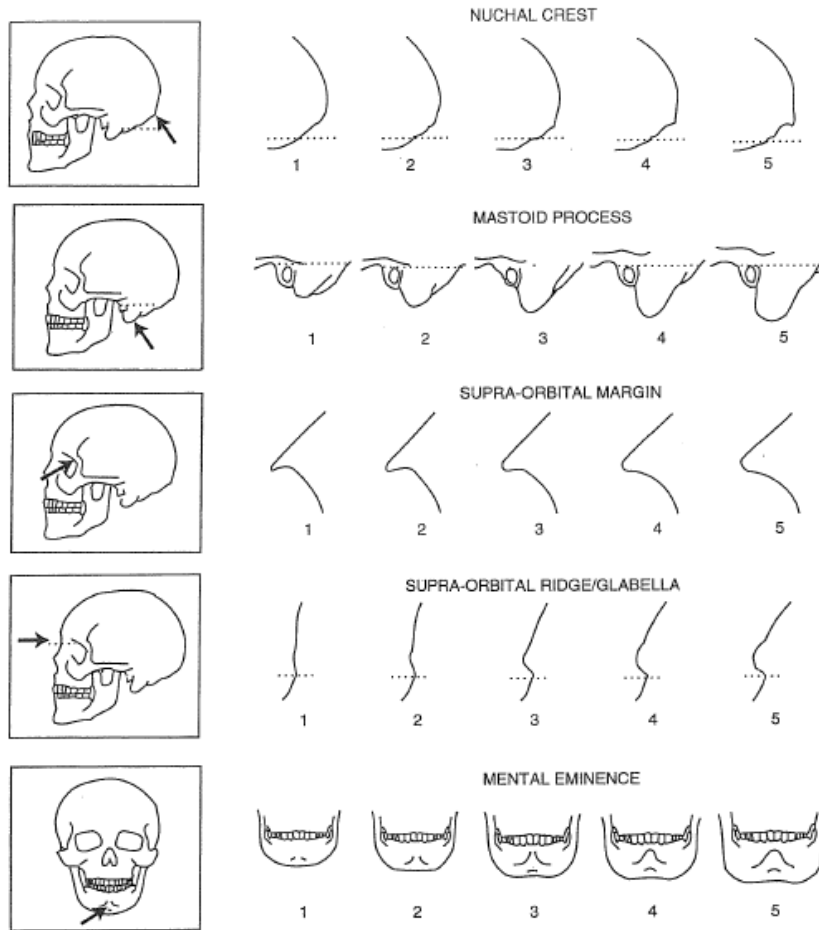 NUCHAL CREST
1 2 3 4 5
MASTOID PROCESS
1 2 3 4 5
SUPRA-ORBITAL MARGIN
1 2 3 4 5
SUPRA-ORBITAL RIDGE/GLABELLA
1 2 3 4 5
MENTAL EMINENCE
1 2 3 4 5